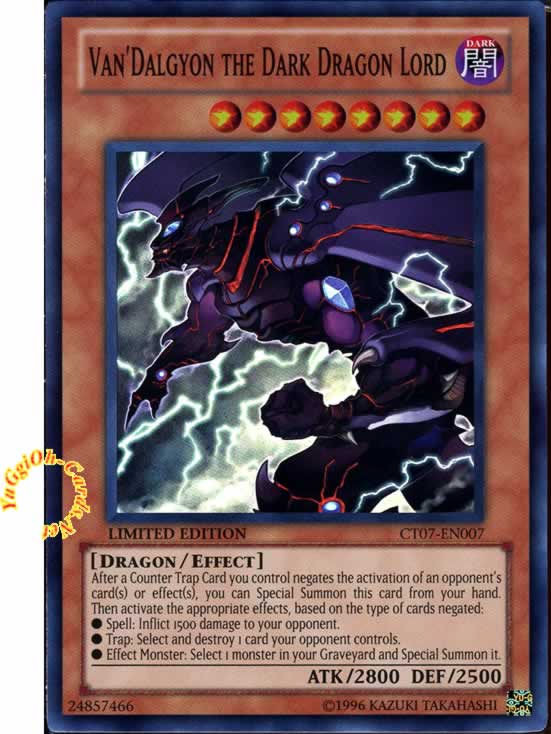 VAN'DALGYON THE DARK DRAGON LORD
DARK
闇
LIMITED EDITION
CT07-EN007
[DRAGON/EFFECT]
After a Counter Trap Card you control negates the activation of an opponent's
card(s) or effect(s), you can Special Summon this card from your hand.
Then activate the appropriate effects, based on the type of cards negated:
● Spell: Inflict 1500 damage to your opponent.
● Trap: Select and destroy 1 card your opponent controls.
● Effect Monster: Select 1 monster in your Graveyard and Special Summon it.
ATK/2800 DEF/2500
24857466
©1996 KAZUKI TAKAHASHI
YuGgiOh-Cards.Net